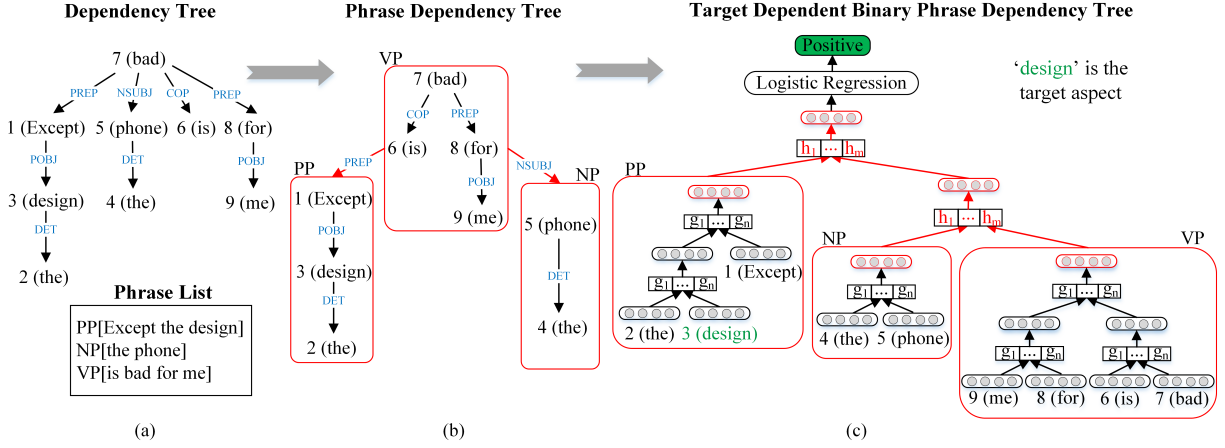 Dependency Tree
7 (bad)
PREP NSUBJ COP PREP
1 (Except) 5 (phone) 6 (is) 8 (for)
POBJ DET POBJ
3 (design) 4 (the) 9 (me)
DET
2 (the)
Phrase List
PP[Except the design]
NP[the phone]
VP[is bad for me]
(a)
Phrase Dependency Tree
VP
7 (bad)
COP PREP
6 (is) 8 (for)
PREP NSUBJ
POBJ
9 (me)
PP
1 (Except)
POBJ
3 (design)
DET
2 (the)
NP
5 (phone)
DET
4 (the)
(b)
Target Dependent Binary Phrase Dependency Tree
Positive
Logistic Regression
'design' is the
target aspect
h1 ... hm
h1 ... hm
PP
g1 ... gn
1 (Except)
g1 ... gn
2 (the) 3 (design)
NP
g1 ... gn
4 (the) 5 (phone)
VP
g1 ... gn
g1 ... gn g1 ... gn
9 (me) 8 (for) 6 (is) 7 (bad)
(c)